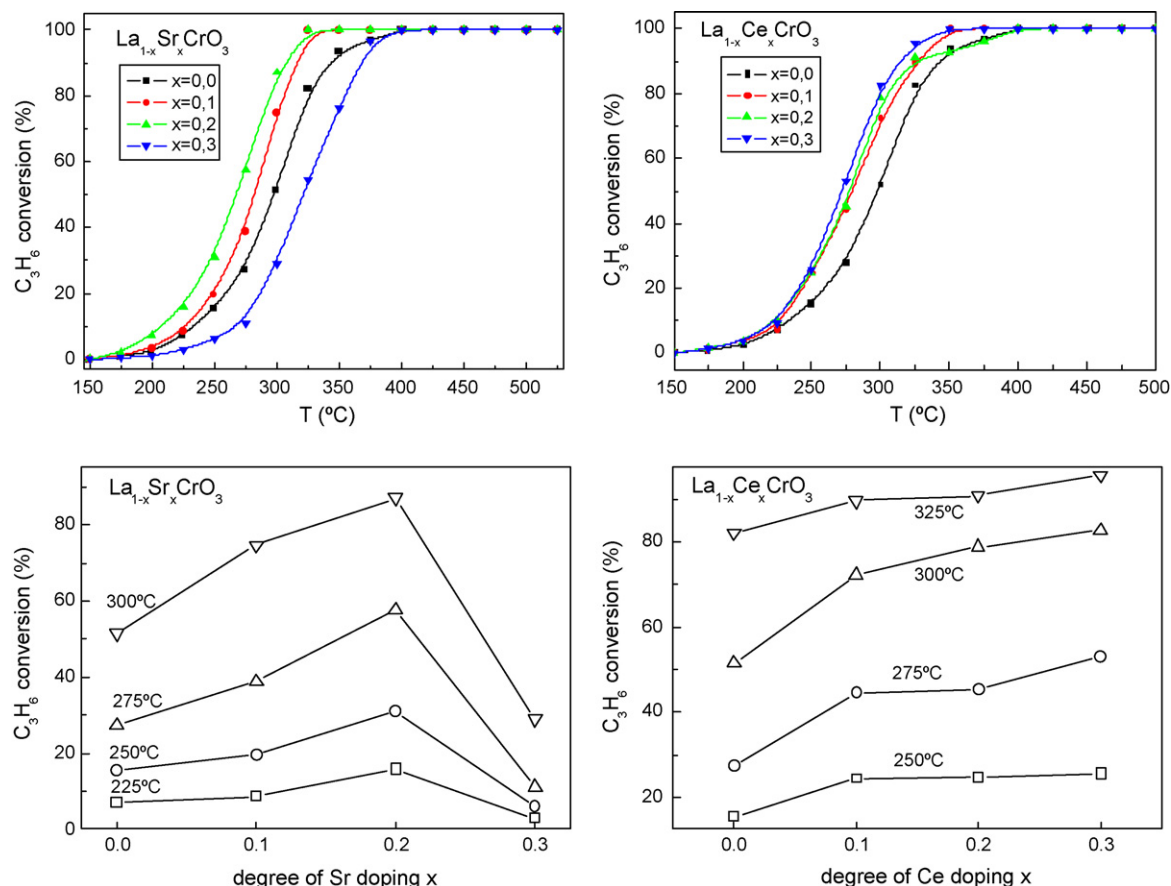 La1-xSrxCrO3
x=0,0
x=0,1
x=0,2
x=0,3
C3H6 conversion (%)
100
80
60
40
20
0
150 200 250 300 350 400 450 500
T (ºC)
La1-xCexCrO3
x=0,0
x=0,1
x=0,2
x=0,3
C3H6 conversion (%)
100
80
60
40
20
0
150 200 250 300 350 400 450 500
T (ºC)
La1-xSrxCrO3
C3H6 conversion (%)
80
60
40
20
0
300ºC
275ºC
250ºC
225ºC
0.0 0.1 0.2 0.3
degree of Sr doping x
La1-xCexCrO3
C3H6 conversion (%)
80
60
40
20
325ºC
300ºC
275ºC
250ºC
0.0 0.1 0.2 0.3
degree of Ce doping x